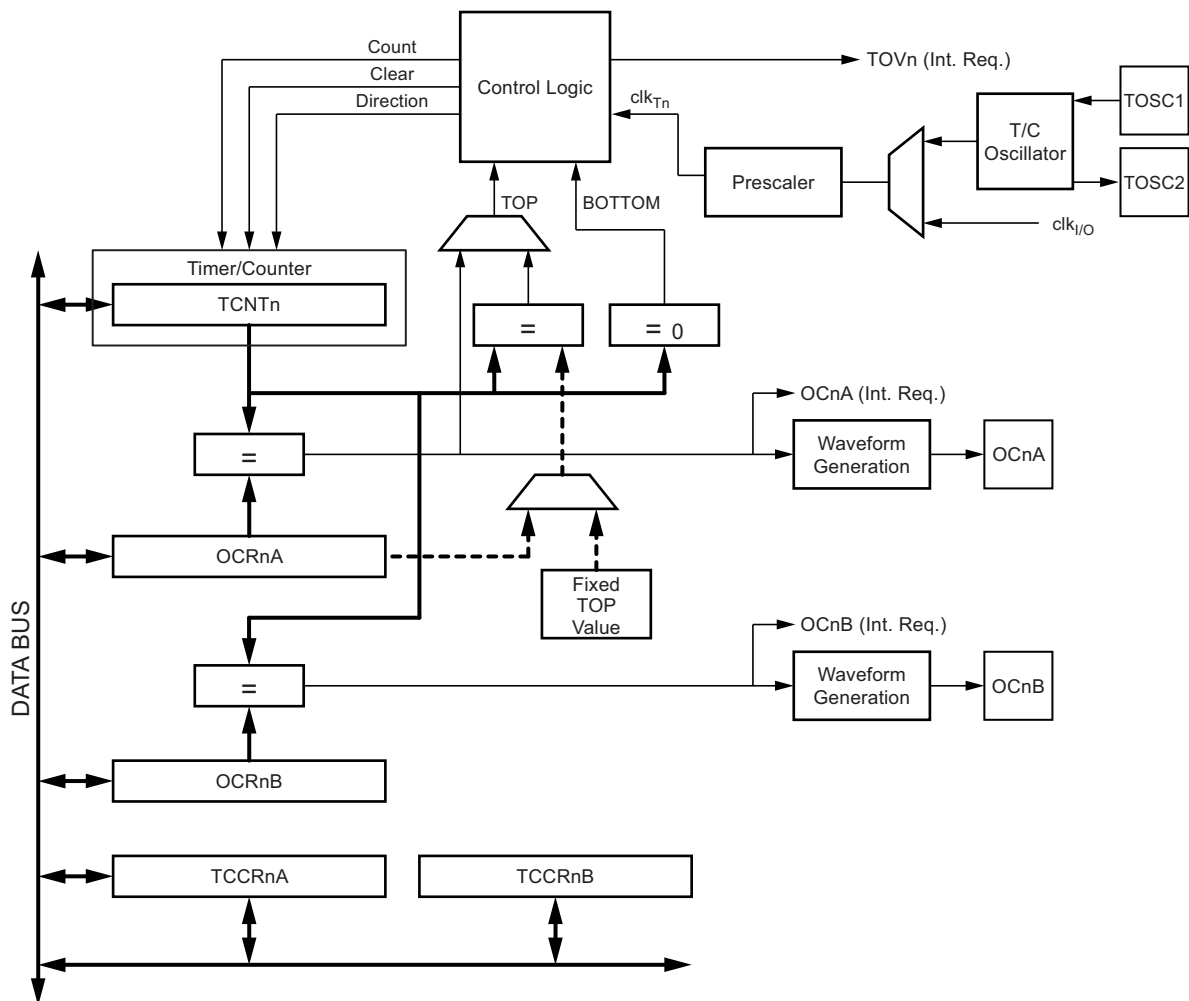 Count
Clear
Direction
Control Logic
TOVn (Int. Req.)
clkTn
TOSC1
T/C
Oscillator
TOSC2
Prescaler
clkI/O
TOP
BOTTOM
Timer/Counter
TCNTn
=
= 0
OCnA (Int. Req.)
=
Waveform
Generation
OCnA
OCRnA
Fixed
TOP
Value
DATA BUS
OCnB (Int. Req.)
=
Waveform
Generation
OCnB
OCRnB
TCCRnA
TCCRnB